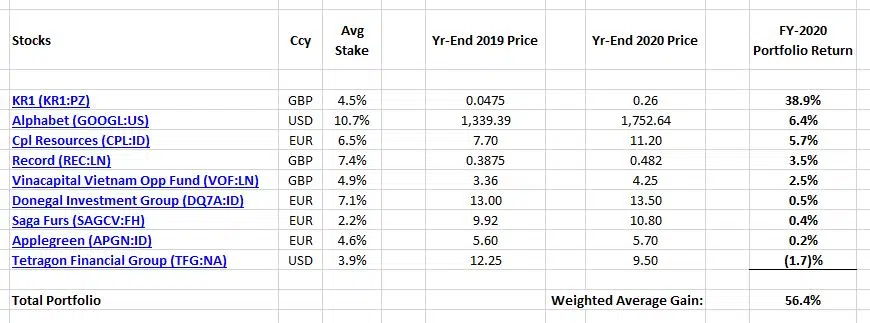 Stocks Ccy Avg Stake Yr-End 2019 Price Yr-End 2020 Price FY-2020 Portfolio Return
KR1 (KR1:PZ) GBP 4.5% 0.0475 0.26 38.9%
Alphabet (GOOGL:US) USD 10.7% 1,339.39 1,752.64 6.4%
Cpl Resources (CPL:ID) EUR 6.5% 7.70 11.20 5.7%
Record (REC:LN) GBP 7.4% 0.3875 0.482 3.5%
Vinacapital Vietnam Opp Fund (VOF:LN) GBP 4.9% 3.36 4.25 2.5%
Donegal Investment Group (DQ7A:ID) EUR 7.1% 13.00 13.50 0.5%
Saga Furs (SAGCV:FH) EUR 2.2% 9.92 10.80 0.4%
Applegreen (APGN:ID) EUR 4.6% 5.60 5.70 0.2%
Tetragon Financial Group (TFG:NA) USD 3.9% 12.25 9.50 (1.7)%
Total Portfolio Weighted Average Gain: 56.4%